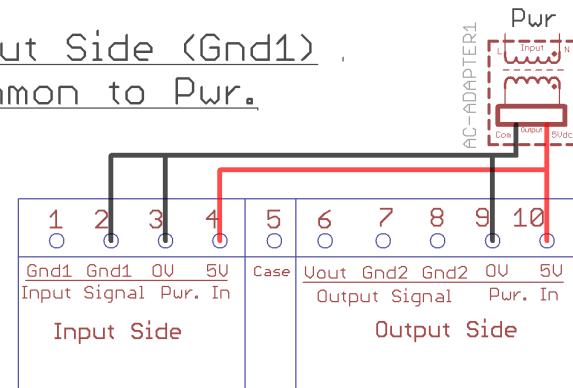 Pwr
ut Side (Gnd1)
mmon to Pwr.
AC-ADAPTER1
L Input N
Com Output 5Vdc
1 2 3 4 5 6 7 8 9 10
Gnd1 Gnd1 0V 5V Case Vout Gnd2 Gnd2 0V 5V
Input Signal Pwr. In Output Signal Pwr. In
Input Side Output Side